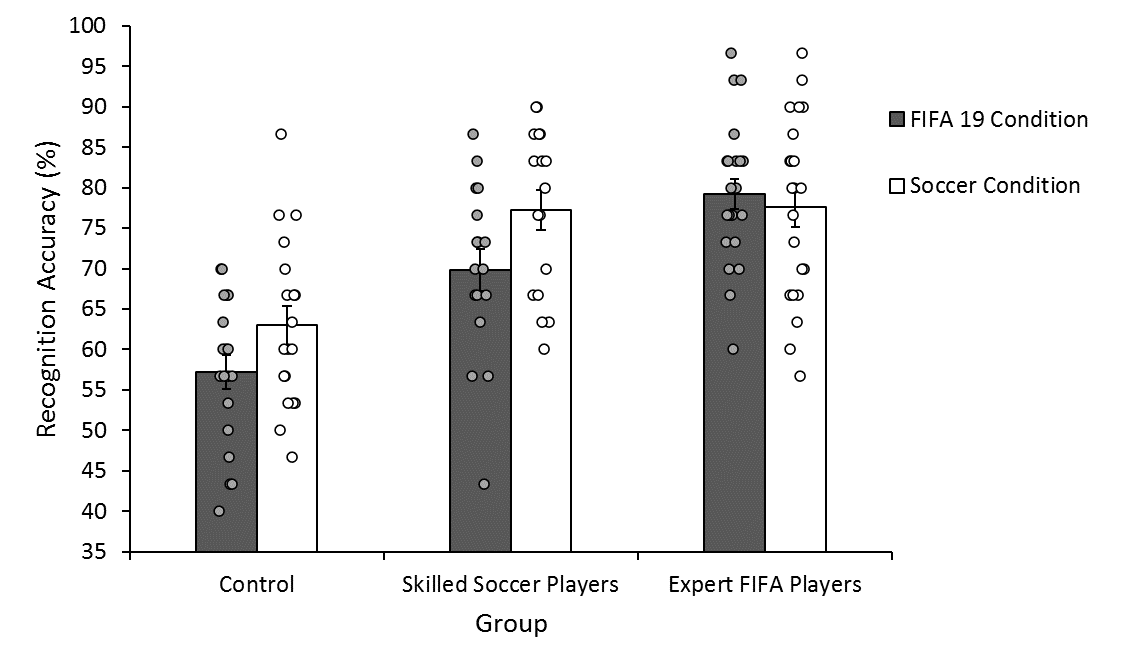 100
95
90
85
80
75
70
65
60
55
50
45
40
35
Recognition Accuracy (%)
FIFA 19 Condition
Soccer Condition
Control
Skilled Soccer Players
Expert FIFA Players
Group